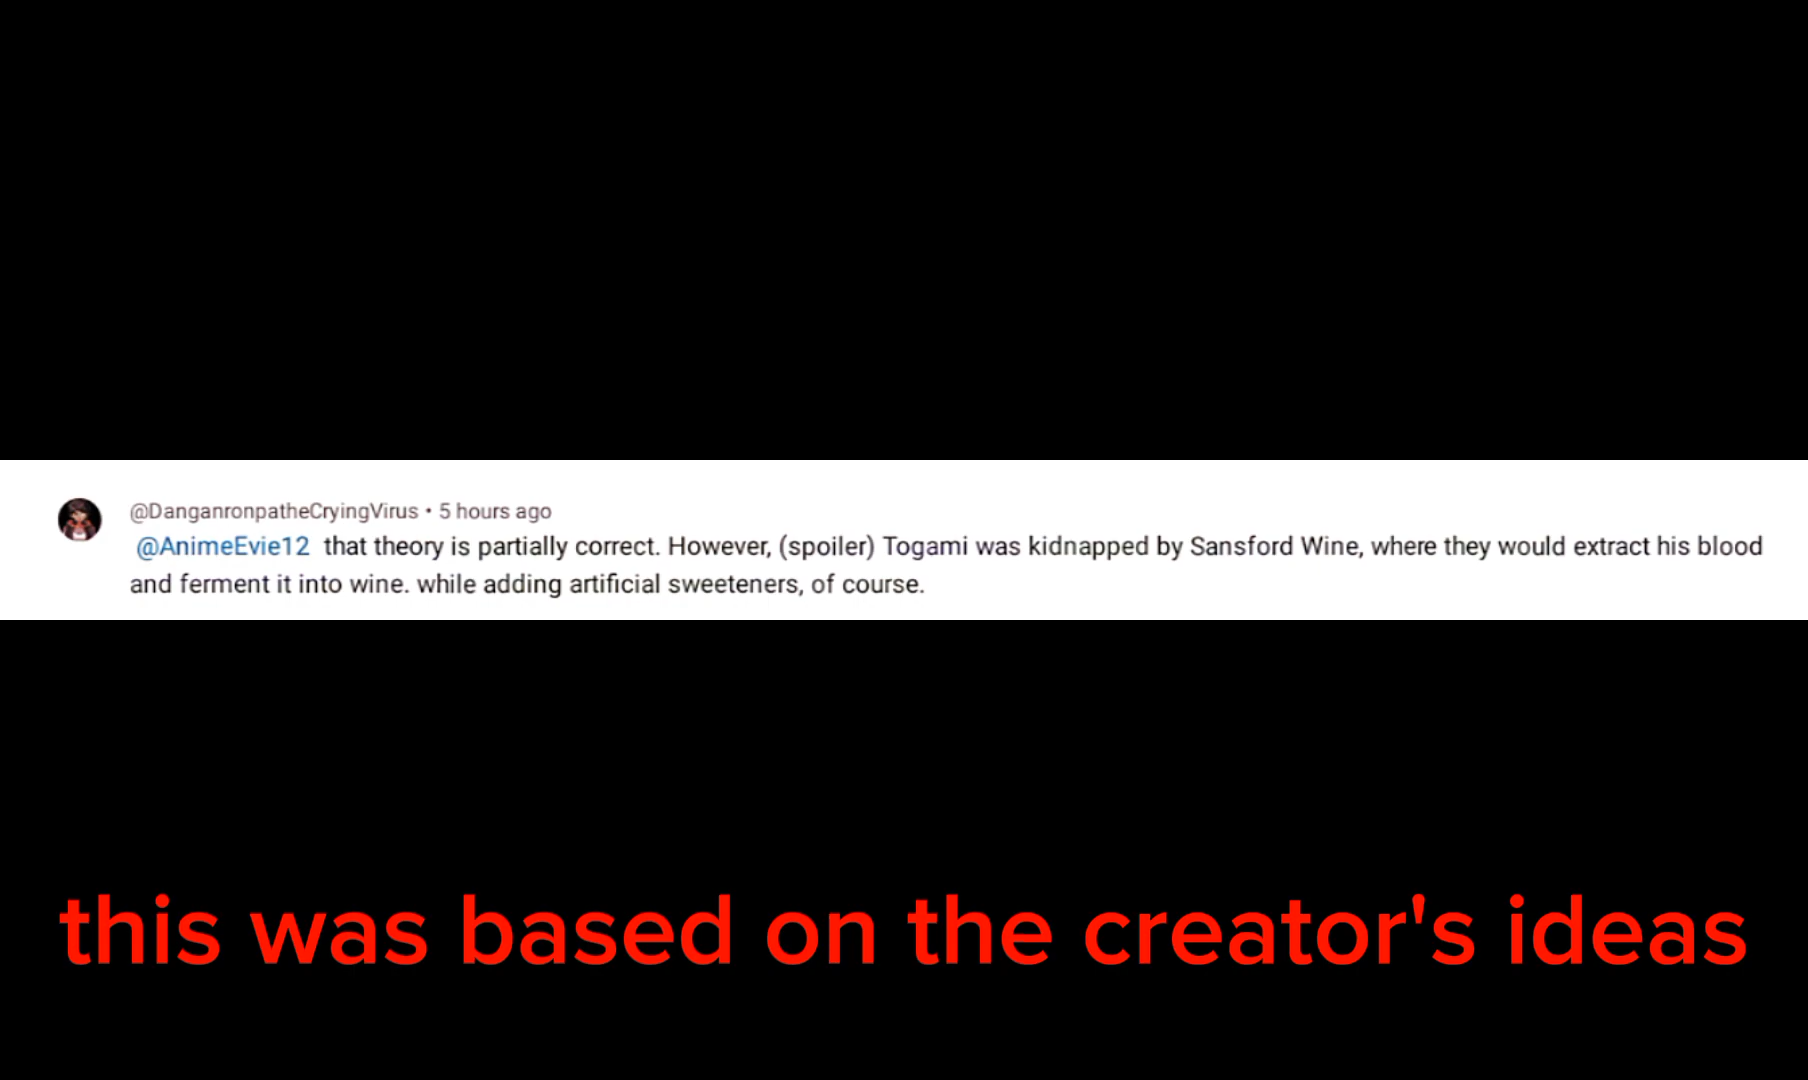 @DanganronpatheCryingVirus • 5 hours ago
@AnimeEvie12 that theory is partially correct. However, (spoiler) Togami was kidnapped by Sansford Wine, where they would extract his blood
and ferment it into wine. while adding artificial sweeteners, of course.
this was based on the creator's ideas